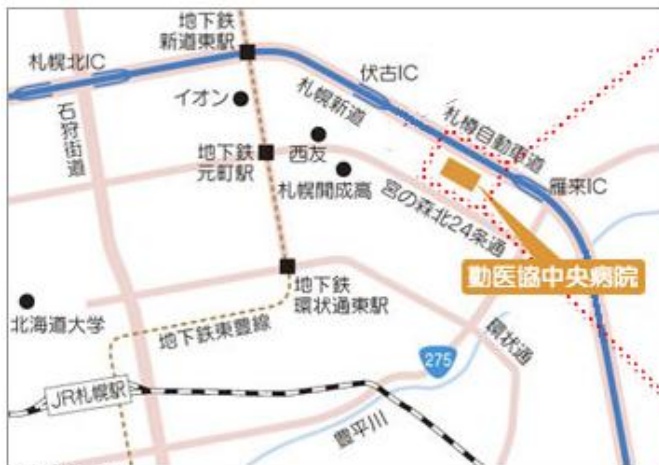 地下鉄
新道東駅
札幌北IC
伏古IC
イオン
札幌新道
札樽自動車道
石狩街道
地下鉄
元町駅
西友
札幌開成高
雁来IC
宮の森北24条通
勤医協中央病院
地下鉄
環状通東駅
北海道大学
地下鉄東豊線
環状通
275
JR札幌駅
豊平川